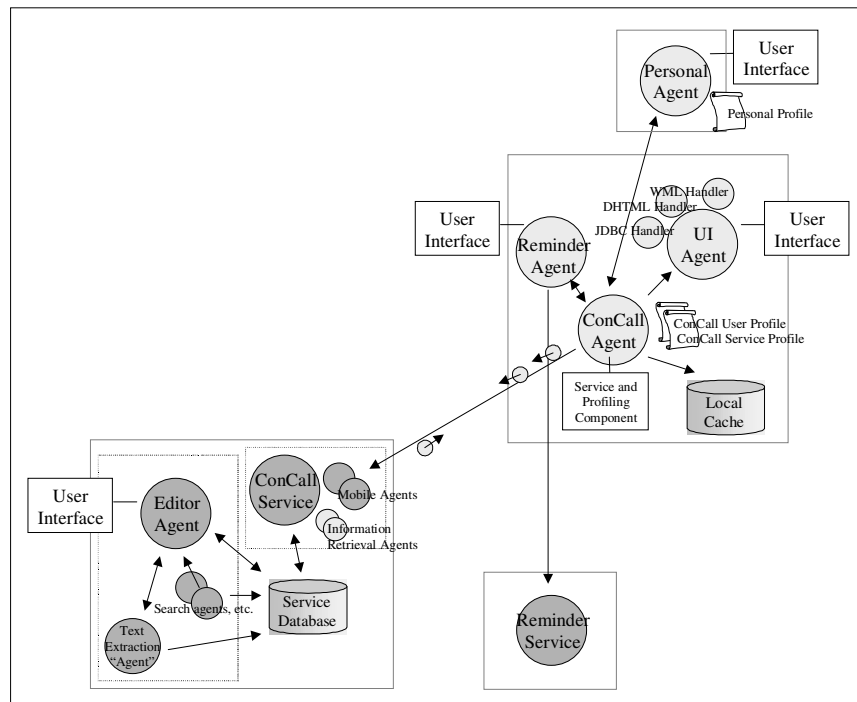 User
Interface
Personal
Agent
Personal Profile
WML Handler
DHTML Handler
JDBC Handler
User
Interface
Reminder
Agent
UI
Agent
User
Interface
ConCall
Agent
ConCall User Profile
ConCall Service Profile
Service and
Profiling
Component
Local
Cache
ConCall
Service
Mobile Agents
Information
Retrieval Agents
User
Interface
Editor
Agent
Search agents, etc.
Service
Database
Text
Extraction
“Agent”
Reminder
Service